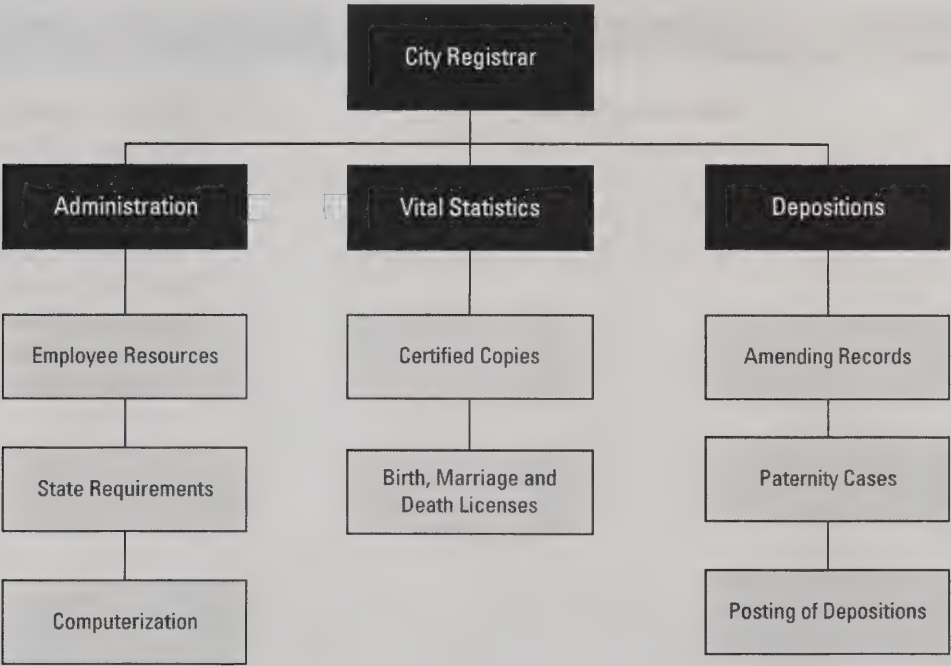 City Registrar
Administration
Vital Statistics
Depositions
Employee Resources
Certified Copies
Amending Records
State Requirements
Birth, Marriage and
Death Licenses
Paternity Cases
Computerization
Posting of Depositions